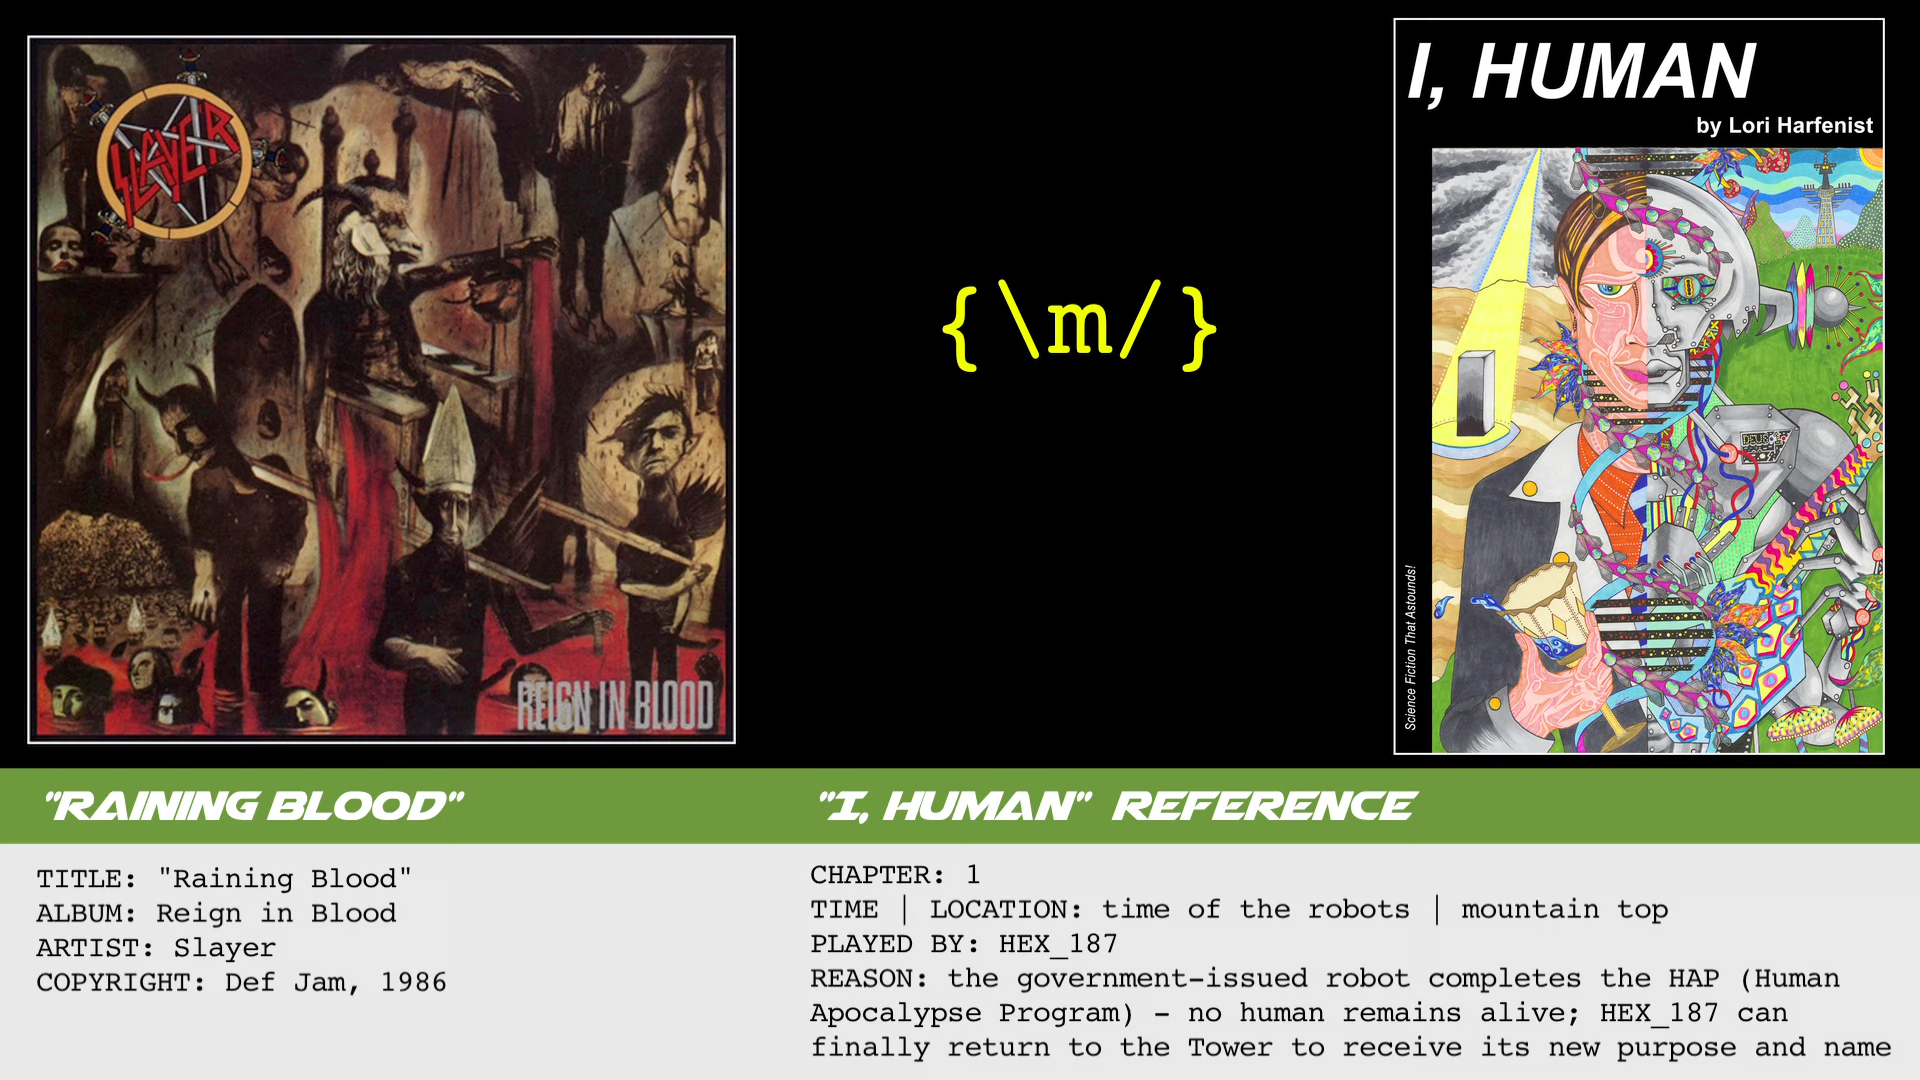 SLAYER
REIGN IN BLOOD
{\m/}
I, HUMAN
by Lori Harfenist
Science Fiction That Astounds!
DEUS
"RAINING BLOOD"
TITLE: "Raining Blood"
ALBUM: Reign in Blood
ARTIST: Slayer
COPYRIGHT: Def Jam, 1986
"I, HUMAN" REFERENCE
CHAPTER: 1
TIME | LOCATION: time of the robots | mountain top
PLAYED BY: HEX_187
REASON: the government-issued robot completes the HAP (Human
Apocalypse Program) - no human remains alive; HEX_187 can
finally return to the Tower to receive its new purpose and name